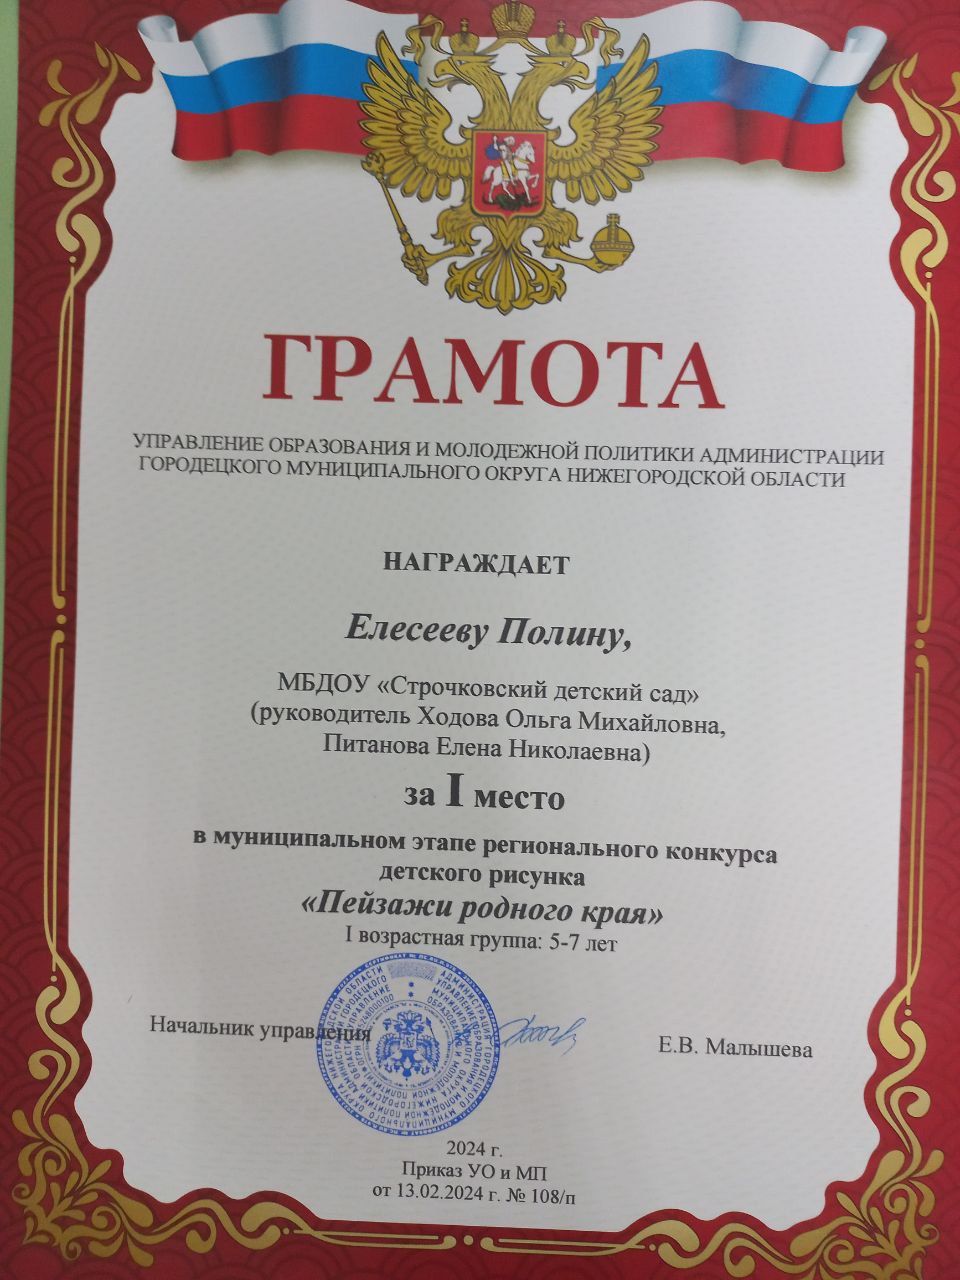 ГРАМОТА
УПРАВЛЕНИЕ ОБРАЗОВАНИЯ И МОЛОДЕЖНОЙ ПОЛИТИКИ АДМИНИСТРАЦИИ
ГОРОДЕЦКОГО МУНИЦИПАЛЬНОГО ОКРУГА НИЖЕГОРОДСКОЙ ОБЛАСТИ
НАГРАЖДАЕТ
Елесееву Полину,
МБДОУ «Строчковский детский сад»
(руководитель Ходова Ольга Михайловна,
Питанова Елена Николаевна)
за I место
в муниципальном этапе регионального конкурса
детского рисунка
«Пейзажи родного края»
I возрастная группа: 5-7 лет
Начальник управления
Е.В. Малышева
2024 г.
Приказ УО и МП
от 13.02.2024 г. № 108/п